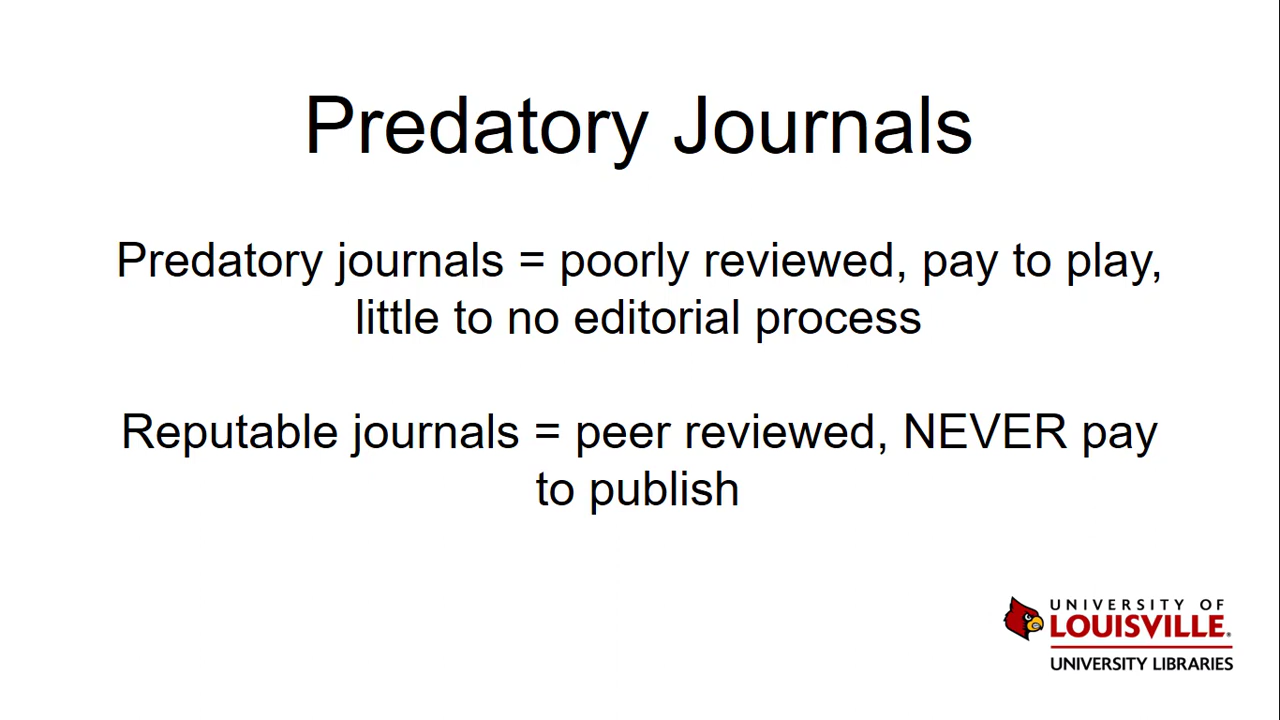 Predatory Journals
Predatory journals = poorly reviewed, pay to play,
little to no editorial process
Reputable journals = peer reviewed, NEVER pay
to publish
UNIVERSITY OF
LOUISVILLE.
UNIVERSITY LIBRARIES